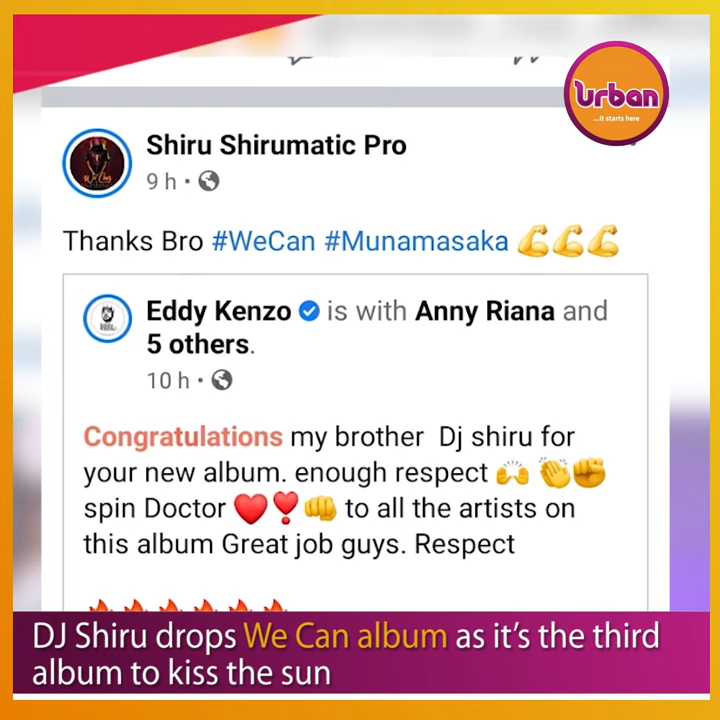 Urban
...it starts here
Shiru Shirumatic Pro
9 h
Thanks Bro #WeCan #Munamasaka 💪💪💪
Eddy Kenzo is with Anny Riana and
5 others.
10 h
Congratulations my brother Dj shiru for
your new album. enough respect 🙌 👏✊
spin Doctor ❤️❣️👊 to all the artists on
this album Great job guys. Respect
🔥🔥🔥🔥🔥🔥
DJ Shiru drops We Can album as it's the third
album to kiss the sun